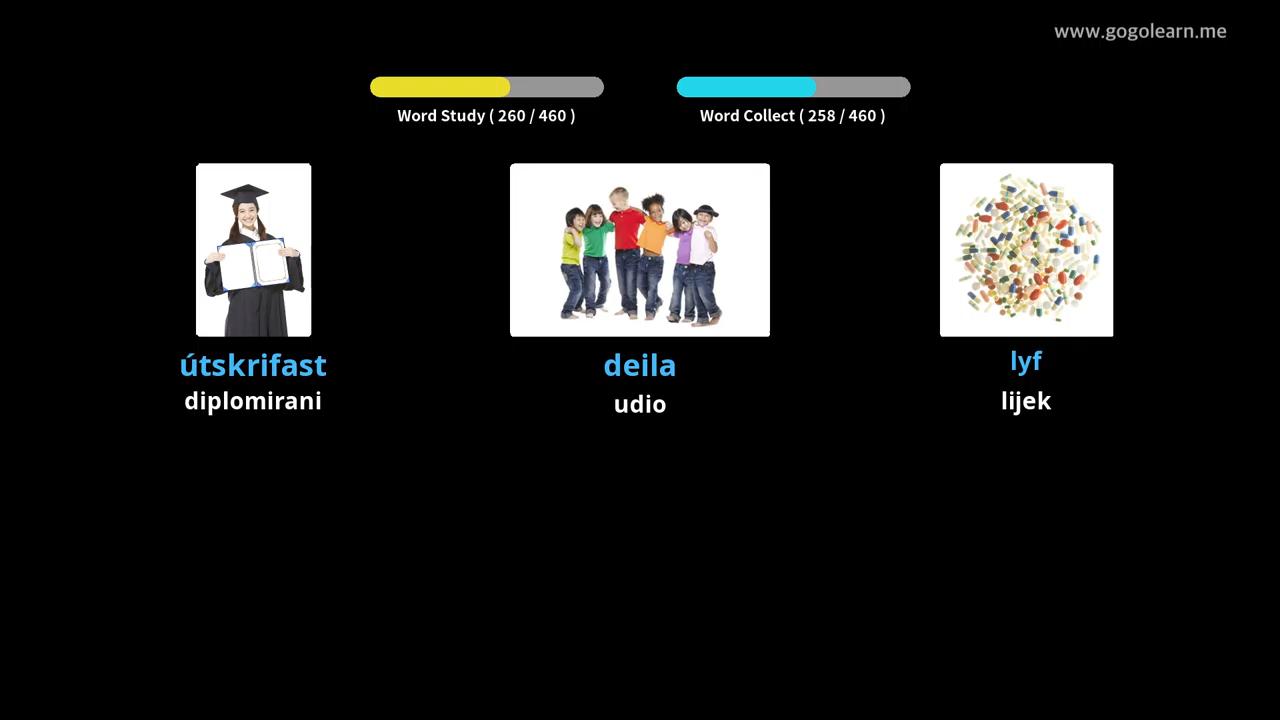 www.gogolearn.me
Word Study ( 260 / 460 )
Word Collect ( 258 / 460 )
útskrifast
deila
lyf
diplomirani
udio
lijek